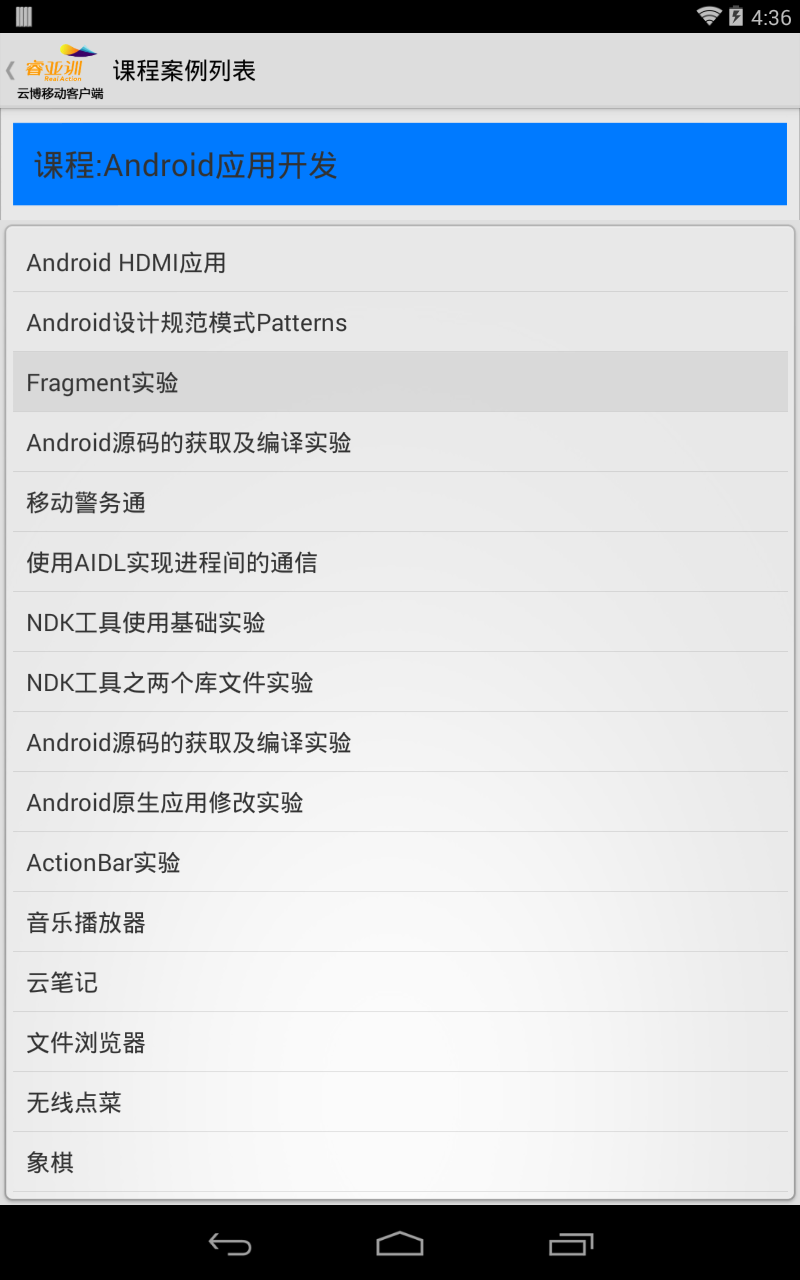 4:36
睿亚训
RealAction
云博移动客户端
课程案例列表
课程:Android应用开发
Android HDMI应用
Android设计规范模式Patterns
Fragment实验
Android源码的获取及编译实验
移动警务通
使用AIDL实现进程间的通信
NDK工具使用基础实验
NDK工具之两个库文件实验
Android源码的获取及编译实验
Android原生应用修改实验
ActionBar实验
音乐播放器
云笔记
文件浏览器
无线点菜
象棋